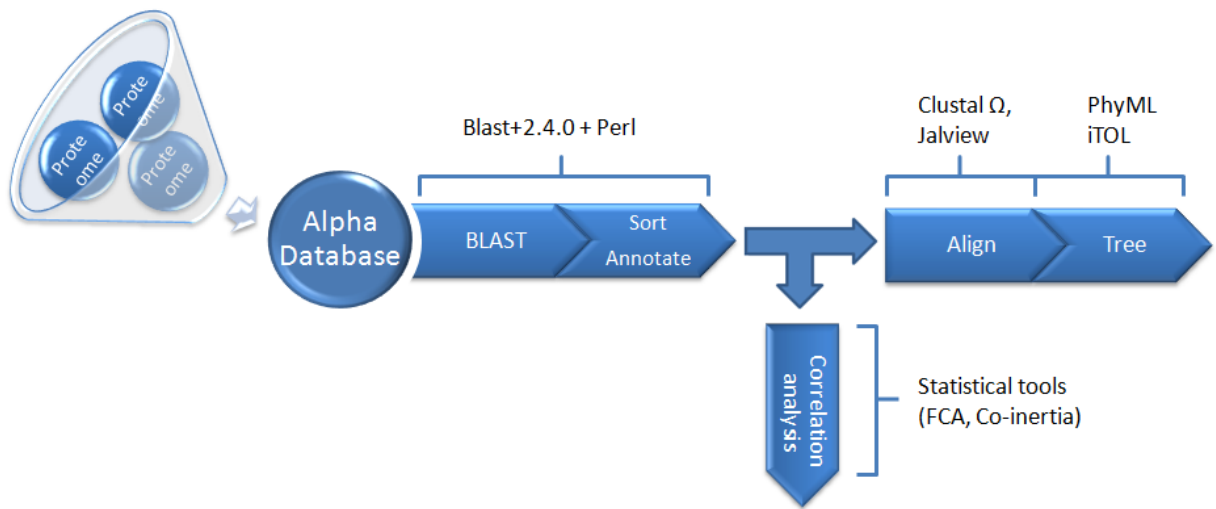 Prote
ome
Prote
ome
Prote
ome
Alpha
Database
Blast+2.4.0 + Perl
BLAST
Sort
Annotate
Clustal Ω,
Jalview
PhyML
iTOL
Align
Tree
Correlation
analysis
Statistical tools
(FCA, Co-inertia)